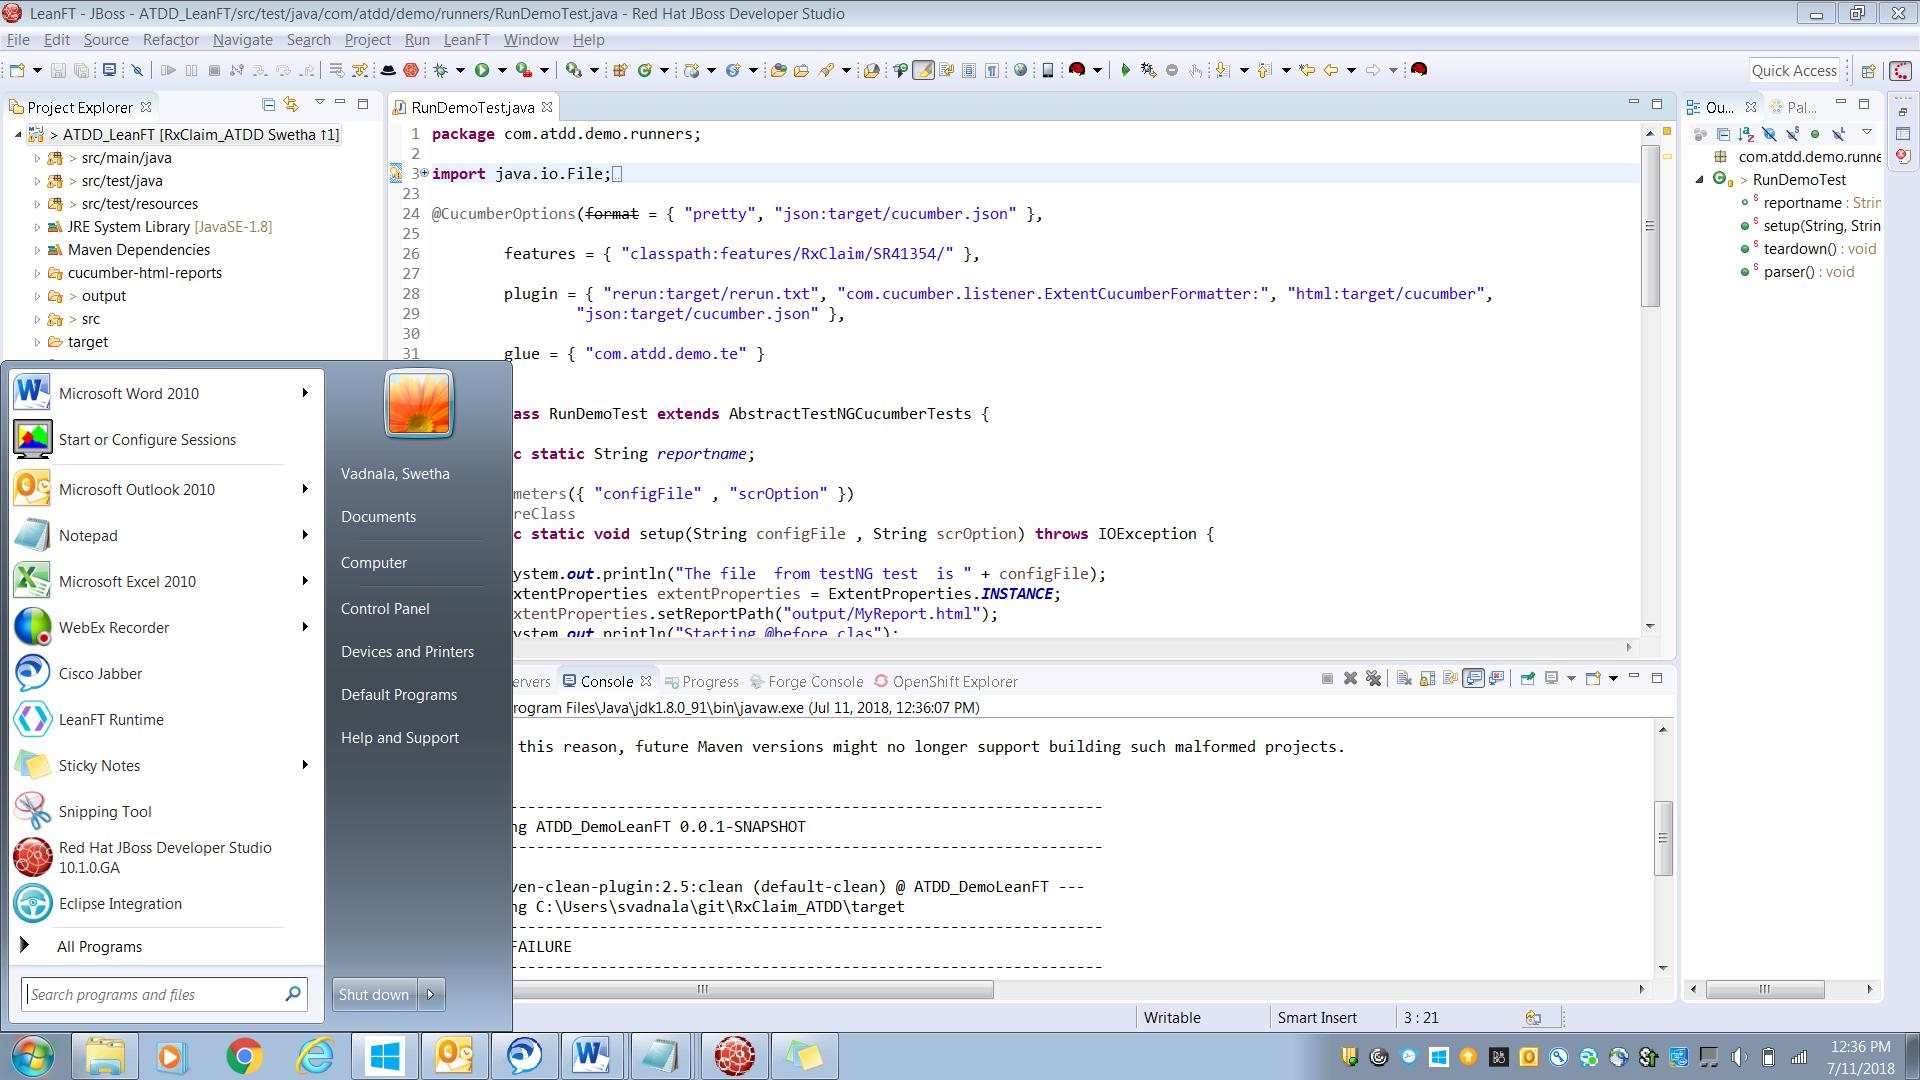 LeanFT - JBoss - ATDD_LeanFT/src/test/java/com/atdd/demo/runners/RunDemoTest.java - Red Hat JBoss Developer Studio
File Edit Source Refactor Navigate Search Project Run LeanFT Window Help
Quick Access
Project Explorer
> ATDD_LeanFT [RxClaim_ATDD Swetha ↑1]
> src/main/java
> src/test/java
> src/test/resources
JRE System Library [JavaSE-1.8]
Maven Dependencies
cucumber-html-reports
> output
> src
target
RunDemoTest.java
1 package com.atdd.demo.runners;
2
3 import java.io.File;
23
24 @CucumberOptions(format = { "pretty", "json:target/cucumber.json" },
25
26 features = { "classpath:features/RxClaim/SR41354/" },
27
28 plugin = { "rerun:target/rerun.txt", "com.cucumber.listener.ExtentCucumberFormatter:", "html:target/cucumber",
29 "json:target/cucumber.json" },
30
31 glue = { "com.atdd.demo.te" }
ass RunDemoTest extends AbstractTestNGCucumberTests {
c static String reportname;
meters({ "configFile" , "scrOption" })
reClass
c static void setup(String configFile , String scrOption) throws IOException {
ystem.out.println("The file from testNG test is " + configFile);
xtentProperties extentProperties = ExtentProperties.INSTANCE;
xtentProperties.setReportPath("output/MyReport.html");
ystem.out.println("Starting @before clas");
Ou...
Pal...
com.atdd.demo.runne
> RunDemoTest
reportname : Strin
setup(String, Strin
teardown() : void
parser() : void
Microsoft Word 2010
Start or Configure Sessions
Microsoft Outlook 2010
Notepad
Microsoft Excel 2010
WebEx Recorder
Cisco Jabber
LeanFT Runtime
Sticky Notes
Snipping Tool
Red Hat JBoss Developer Studio
10.1.0.GA
Eclipse Integration
All Programs
Search programs and files
Vadnala, Swetha
Documents
Computer
Control Panel
Devices and Printers
Default Programs
Help and Support
Shut down
ervers Console Progress Forge Console OpenShift Explorer
rogram Files\Java\jdk1.8.0_91\bin\javaw.exe (Jul 11, 2018, 12:36:07 PM)
this reason, future Maven versions might no longer support building such malformed projects.
------------------------------------------------------------------------
ng ATDD_DemoLeanFT 0.0.1-SNAPSHOT
------------------------------------------------------------------------
ven-clean-plugin:2.5:clean (default-clean) @ ATDD_DemoLeanFT ---
ng C:\Users\svadnala\git\RxClaim_ATDD\target
------------------------------------------------------------------------
FAILURE
------------------------------------------------------------------------
Writable
Smart Insert
3 : 21
12:36 PM
7/11/2018